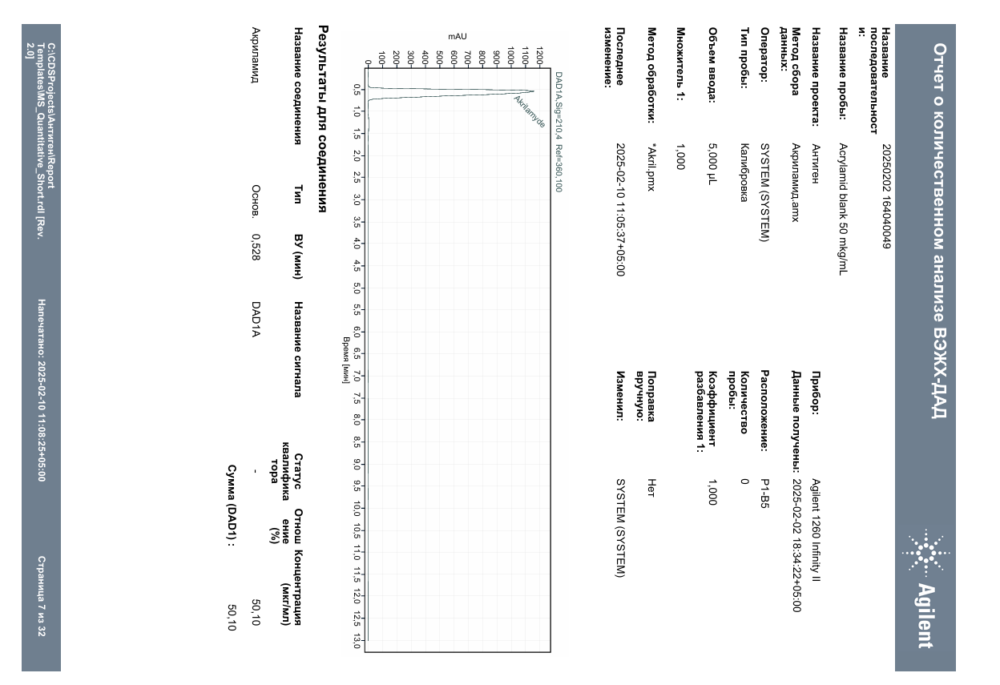 Отчет о количественном анализе ВЭЖХ-ДАД
Agilent
Название последовательност и: 20250202 164040049
Название пробы: Acrylamid blank 50 mkg/mL
Название проекта: Антиген Прибор: Agilent 1260 Infinity II
Метод сбора данных: Акриламид.amx Данные получены: 2025-02-02 18:34:22+05:00
Оператор: SYSTEM (SYSTEM) Расположение: P1-B5
Тип пробы: Калибровка Количество пробы: 0
Объем ввода: 5,000 µL Коэффициент разбавления 1: 1,000
Множитель 1: 1,000
Метод обработки: *Akril.pmx Поправка вручную: Нет
Последнее изменение: 2025-02-10 11:05:37+05:00 Изменил: SYSTEM (SYSTEM)
DAD1A,Sig=210,4 Ref=360,100
mAU
1200
1100
1000
900
800
700
600
500
400
300
200
100
0
Akrilamyde
0,5 1,0 1,5 2,0 2,5 3,0 3,5 4,0 4,5 5,0 5,5 6,0 6,5 7,0 7,5 8,0 8,5 9,0 9,5 10,0 10,5 11,0 11,5 12,0 12,5 13,0
Время [мин]
Результаты для соединения
Название соединения Тип ВУ (мин) Название сигнала Статус квалифика тора Отнош ение (%) Концентрация (мкг/мл)
Акриламид Основ. 0,528 DAD1A - 50,10
Сумма (DAD1) : 50,10
C:\CDSProjects\Антиген\Report
Templates\MS_Quantitative_Short.rdl [Rev.
2.0]
Напечатано: 2025-02-10 11:08:25+05:00
Страница 7 из 32